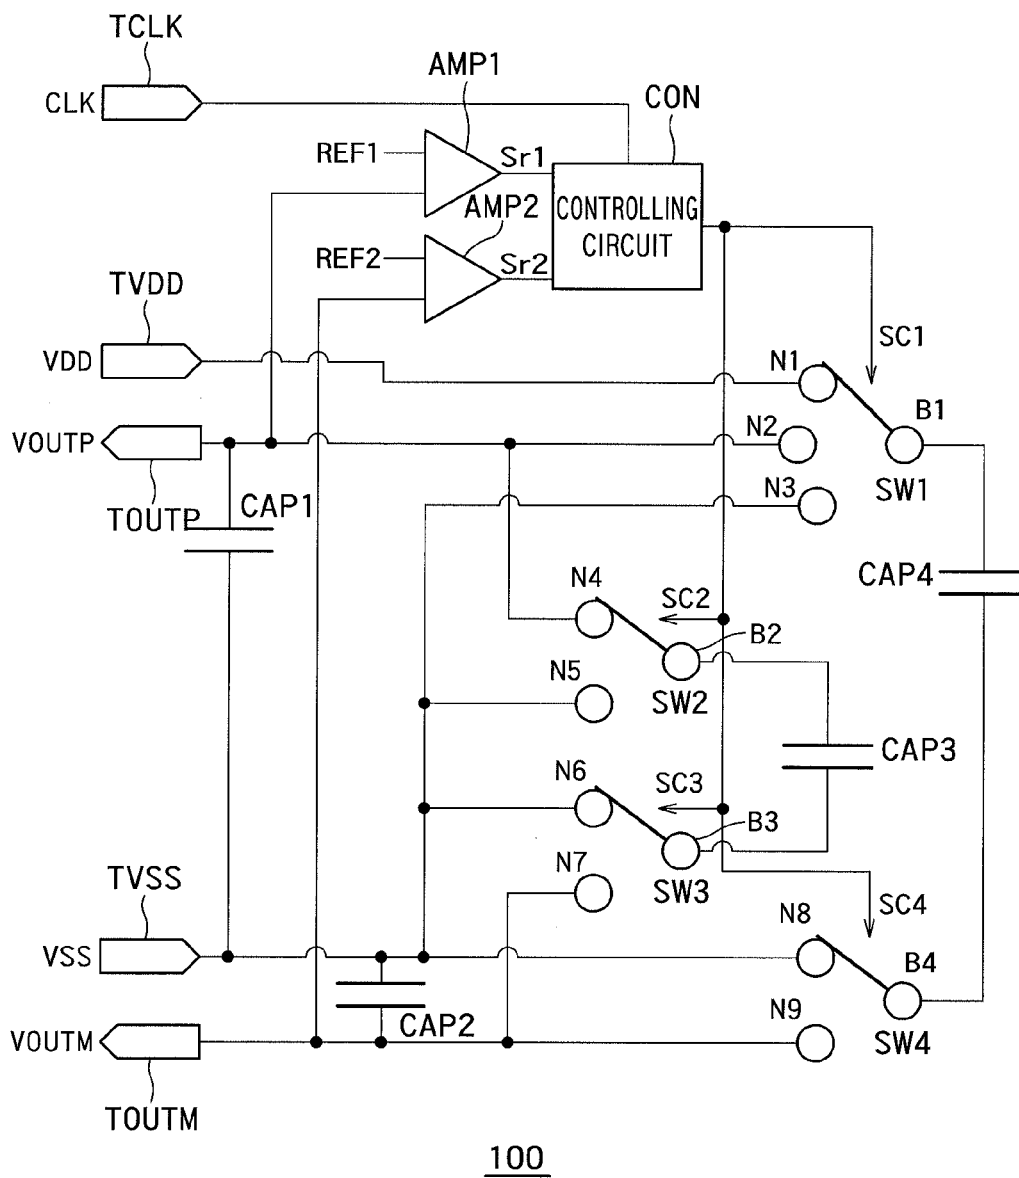 TCLK
AMP1
CLK
CON
REF1
Sr1
AMP2
CONTROLLING
CIRCUIT
REF2
Sr2
TVDD
SC1
VDD
N1
B1
VOUTP
N2
SW1
N3
CAP1
TOUTP
CAP4
N4
SC2
B2
N5
SW2
CAP3
N6
SC3
B3
N7
SW3
TVSS
SC4
N8
VSS
B4
CAP2
N9
VOUTM
SW4
TOUTM
100